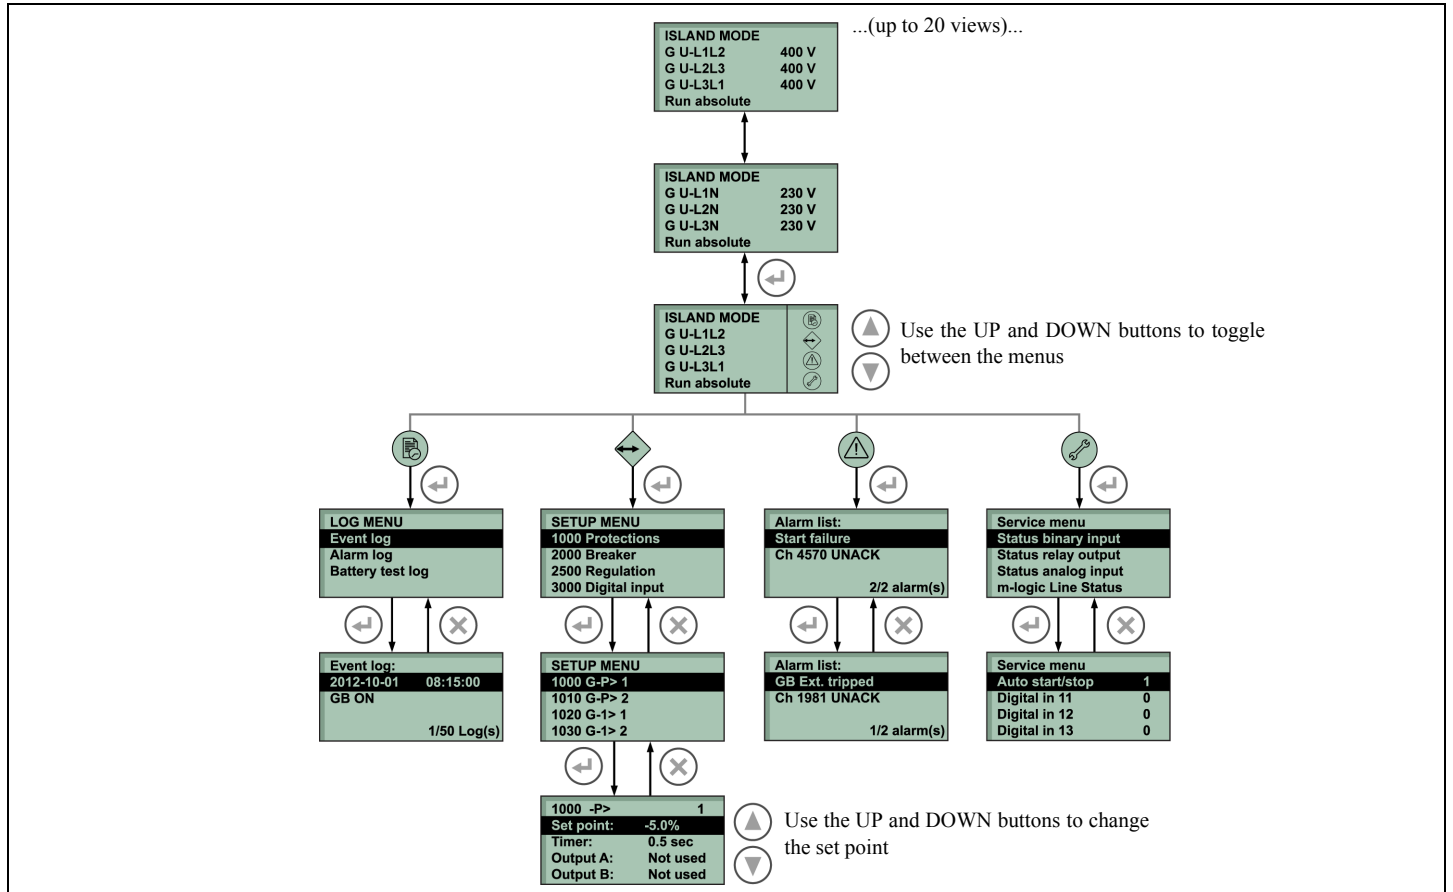 ...(up to 20 views)...
ISLAND MODE
G U-L1L2 400 V
G U-L2L3 400 V
G U-L3L1 400 V
Run absolute
ISLAND MODE
G U-L1N 230 V
G U-L2N 230 V
G U-L3N 230 V
Run absolute
ISLAND MODE
G U-L1L2
G U-L2L3
G U-L3L1
Run absolute
Use the UP and DOWN buttons to toggle
between the menus
LOG MENU
Event log
Alarm log
Battery test log
SETUP MENU
1000 Protections
2000 Breaker
2500 Regulation
3000 Digital input
Alarm list:
Start failure
Ch 4570 UNACK
2/2 alarm(s)
Service menu
Status binary input
Status relay output
Status analog input
m-logic Line Status
Event log:
2012-10-01 08:15:00
GB ON
1/50 Log(s)
SETUP MENU
1000 G-P> 1
1010 G-P> 2
1020 G-1> 1
1030 G-1> 2
Alarm list:
GB Ext. tripped
Ch 1981 UNACK
1/2 alarm(s)
Service menu
Auto start/stop 1
Digital in 11 0
Digital in 12 0
Digital in 13 0
1000 -P> 1
Set point: -5.0%
Timer: 0.5 sec
Output A: Not used
Output B: Not used
Use the UP and DOWN buttons to change
the set point